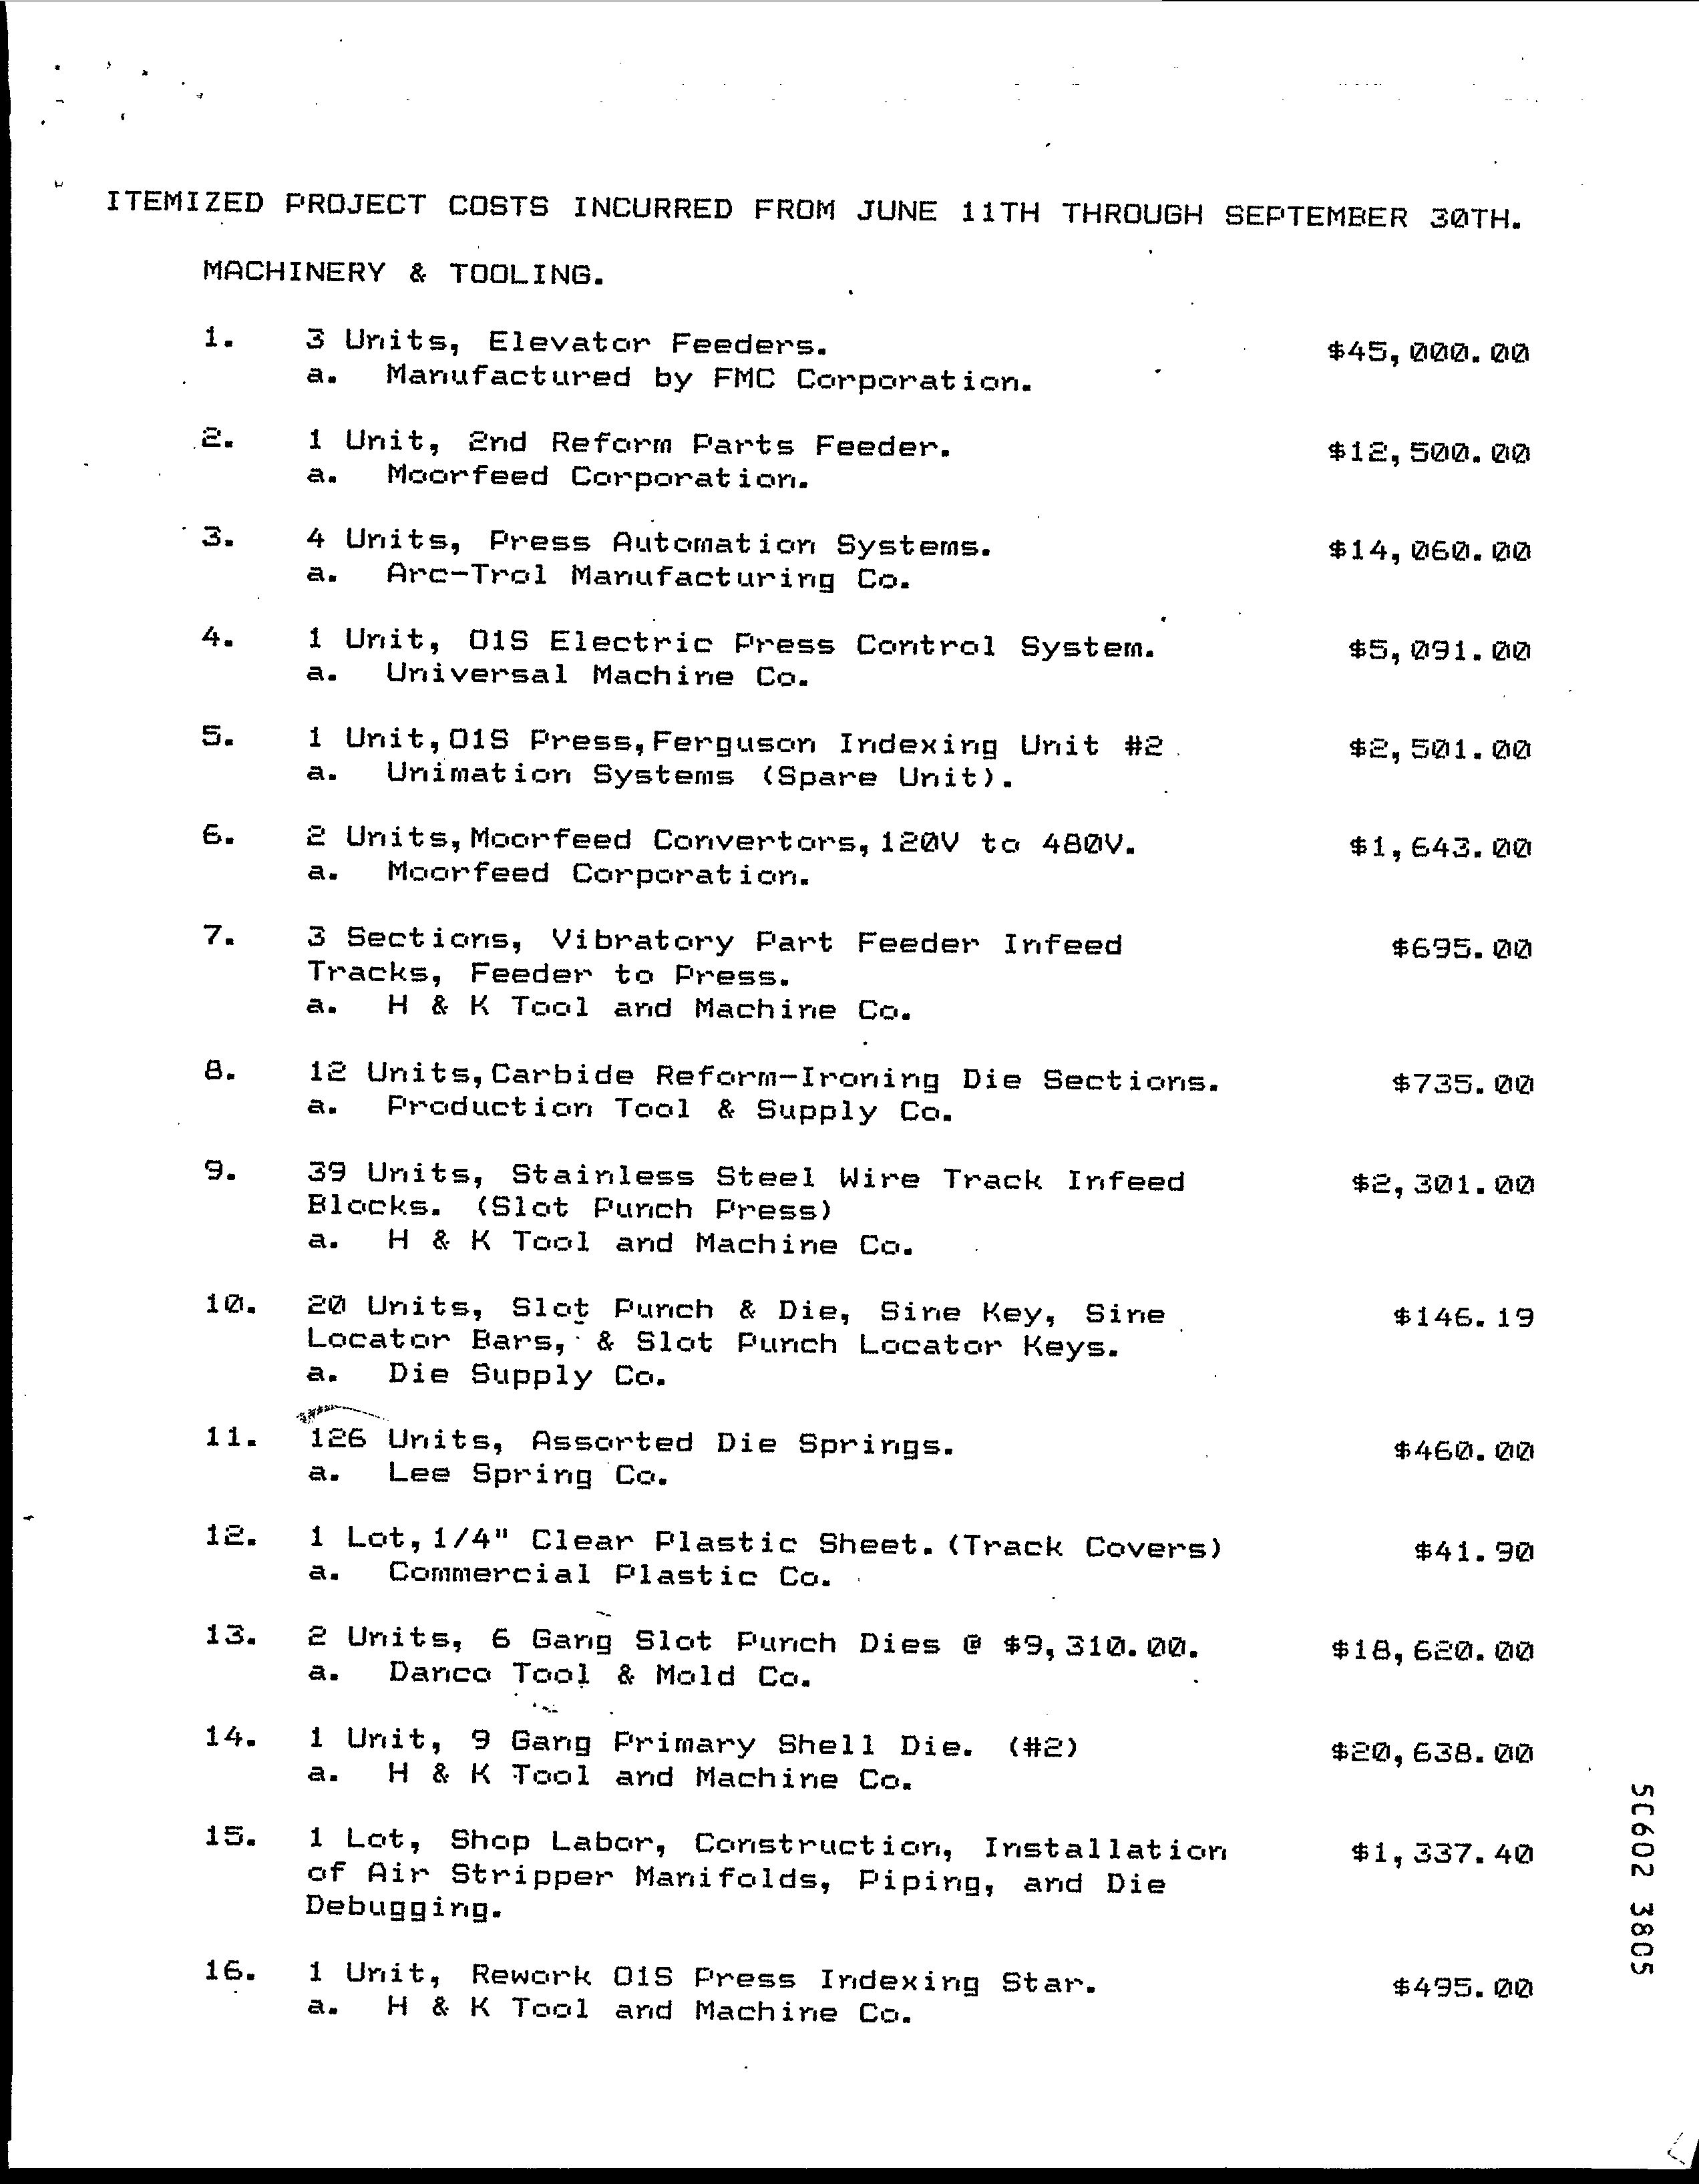 ITEMIZED PROJECT COSTS INCURRED FROM JUNE 11TH THROUGH SEPTEMBER 30TH.
MACHINERY & TOOLING.
1. 3 Units, Elevator Feeders. $45,000.00
a. Manufactured by FMC Corporation.
2. 1 Unit, 2nd Reform Parts Feeder. $12,500.00
a. Moorfeed Corporation.
3. 4 Units, Press Automation Systems. $14,060.00
a. Arc-Trol Manufacturing Co.
4. 1 Unit, O1S Electric Press Control System. $5,091.00
a. Universal Machine Co.
5. 1 Unit,O1S Press,Ferguson Indexing Unit #2 $2,501.00
a. Unimation Systems (Spare Unit).
6. 2 Units,Moorfeed Convertors,120V to 480V. $1,643.00
a. Moorfeed Corporation.
7. 3 Sections, Vibratory Part Feeder Infeed $695.00
Tracks, Feeder to Press.
a. H & K Tool and Machine Co.
8. 12 Units,Carbide Reform-Ironing Die Sections. $735.00
a. Production Tool & Supply Co.
9. 39 Units, Stainless Steel Wire Track Infeed $2,301.00
Blocks. (Slot Punch Press)
a. H & K Tool and Machine Co.
10. 20 Units, Slot Punch & Die, Sine Key, Sine $146.19
Locator Bars, & Slot Punch Locator Keys.
a. Die Supply Co.
11. 126 Units, Assorted Die Springs. $460.00
a. Lee Spring Co.
12. 1 Lot,1/4" Clear Plastic Sheet.(Track Covers) $41.90
a. Commercial Plastic Co.
13. 2 Units, 6 Gang Slot Punch Dies @ $9,310.00. $18,620.00
a. Danco Tool & Mold Co.
14. 1 Unit, 9 Gang Primary Shell Die. (#2) $20,638.00
a. H & K Tool and Machine Co.
15. 1 Lot, Shop Labor, Construction, Installation $1,337.40
of Air Stripper Manifolds, Piping, and Die
Debugging.
16. 1 Unit, Rework O1S Press Indexing Star. $495.00
a. H & K Tool and Machine Co.
50602 3805